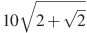 10√(2 + √2)